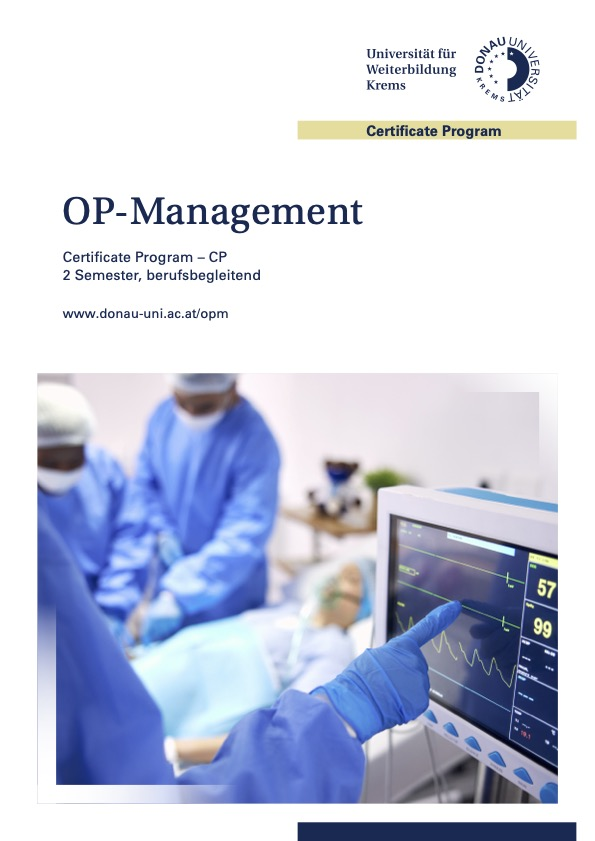 Universität für
Weiterbildung
Krems
DONAU UNIVERSITÄT
KREMS
Certificate Program
OP-Management
Certificate Program – CP
2 Semester, berufsbegleitend
www.donau-uni.ac.at/opm
57
99